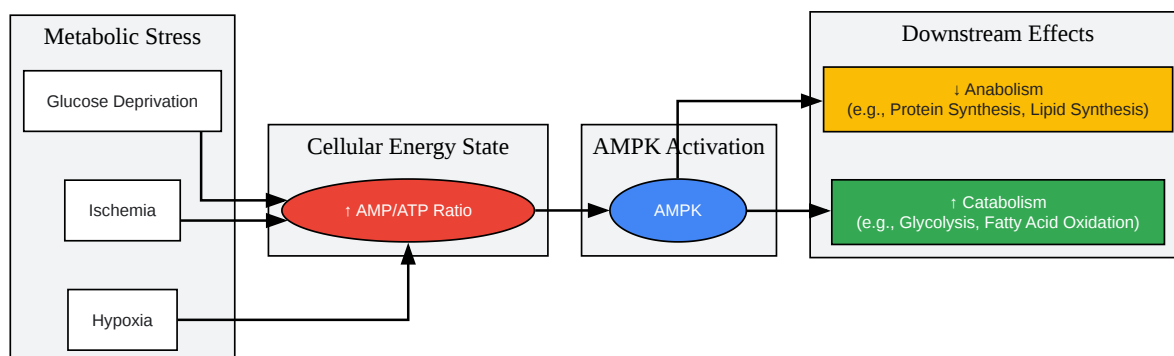 Metabolic Stress
Glucose Deprivation
Ischemia
Hypoxia
Cellular Energy State
↑ AMP/ATP Ratio
AMPK Activation
AMPK
Downstream Effects
↓ Anabolism
(e.g., Protein Synthesis, Lipid Synthesis)
↑ Catabolism
(e.g., Glycolysis, Fatty Acid Oxidation)